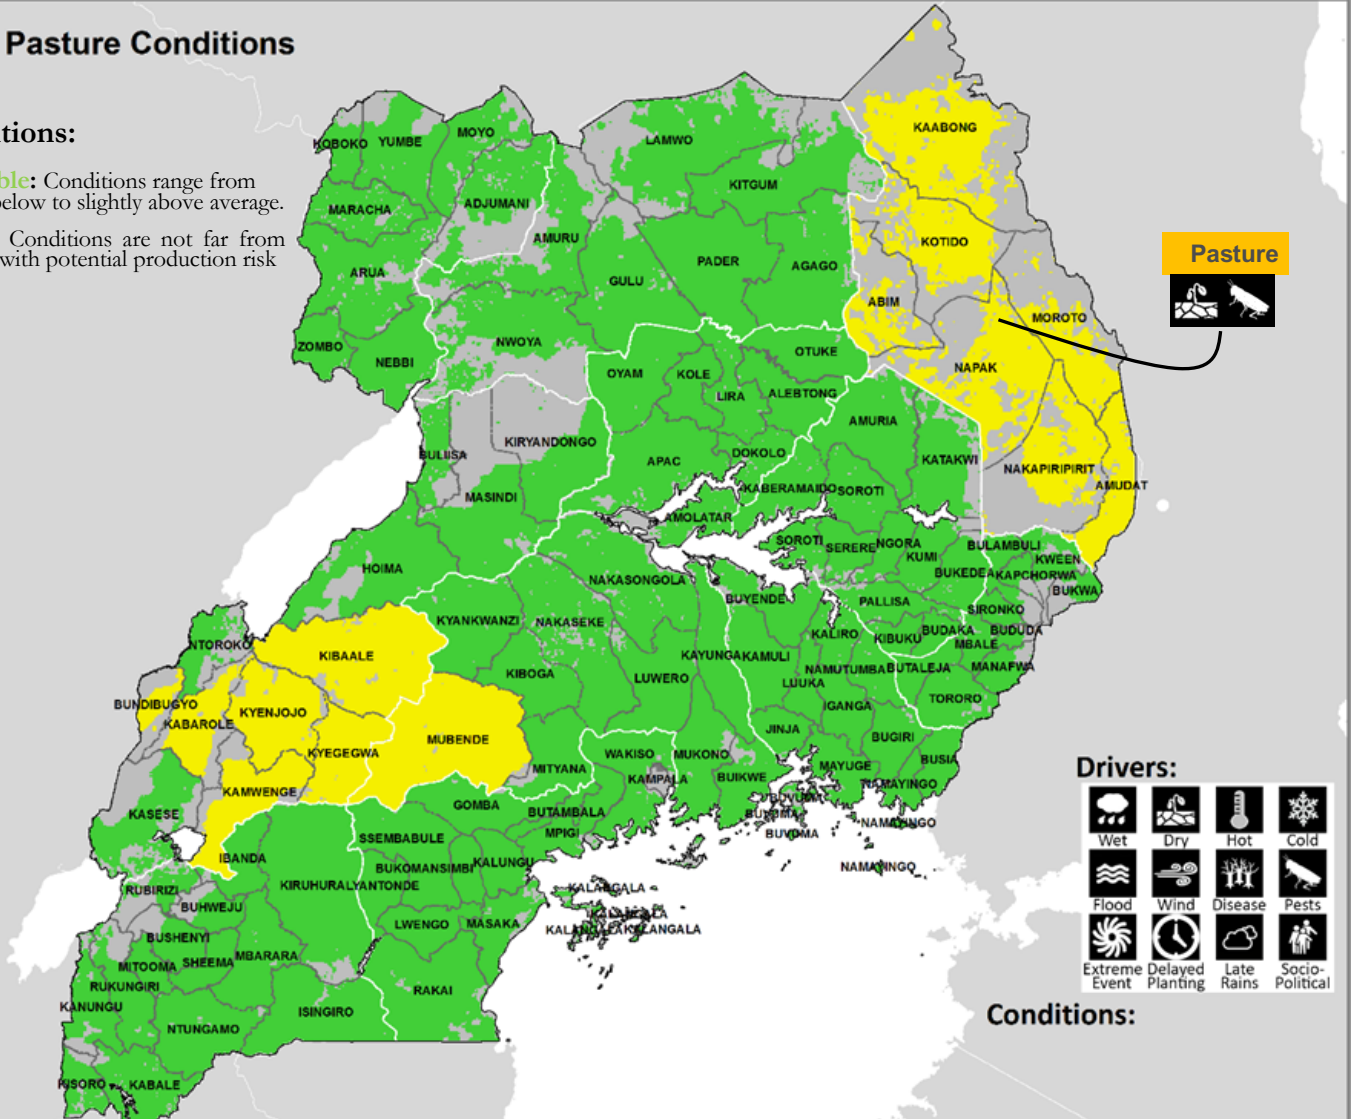 Pasture Conditions
itions:
ble: Conditions range from
below to slightly above average.
Conditions are not far from
with potential production risk
KAABONG
KOBOKO
YUMBE
MOYO
LAMWO
KITGUM
MARACHA
ADJUMANI
AMURU
KOTIDO
ARUA
GULU
PADER
AGAGO
Pasture
ABIM
MOROTO
ZOMBO
NEBBI
NWOYA
OTUKE
OYAM
KOLE
NAPAK
LIRA
ALEBTONG
AMURIA
KIRYANDONGO
BULIISA
APAC
DOKOLO
KATAKWI
NAKAPIRIPIRIT
AMUDAT
MASINDI
KABERAMAIDO
SOROTI
AMOLATAR
SOROTI
SERERE
NGORA
KUMI
BULAMBULI
KWEEN
HOIMA
NAKASONGOLA
BUKEDEA
KAPCHORWA
BUKWA
BUYENDE
PALLISA
SIRONKO
KYANKWANZI
NAKASEKE
KALIRO
KIBUKU
BUDAKA
BUDUDA
MBALE
NTOROKO
KIBAALE
KAYUNGA
KAMULI
NAMUTUMBA
BUTALEJA
MANAFWA
KIBOGA
LUWERO
LUUKA
BUNDIBUGYO
KABAROLE
KYENJOJO
IGANGA
TORORO
KYEGEGWA
MUBENDE
JINJA
BUGIRI
WAKISO
MUKONO
BUSIA
MITYANA
KAMPALA
BUIKWE
MAYUGE
NAMAYINGO
KAMWENGE
GOMBA
BUTAMBALA
BUVUMA
KASESE
MPIGI
BUVUMA
NAMAYINGO
SSEMBABULE
BUVUMA
IBANDA
BUKOMANSIMBI
KALUNGU
NAMAYINGO
RUBIRIZI
KIRUHURA
LYANTONDE
KALANGALA
BUHWEJU
KALANGALA
LWENGO
MASAKA
KALANGALA
KALANGALA
BUSHENYI
MITOOMA
SHEEMA
MBARARA
RUKUNGIRI
RAKAI
KANUNGU
ISINGIRO
NTUNGAMO
KISORO
KABALE
Drivers:
Wet
Dry
Hot
Cold
Flood
Wind
Disease
Pests
Extreme
Event
Delayed
Planting
Late
Rains
Socio-
Political
Conditions: